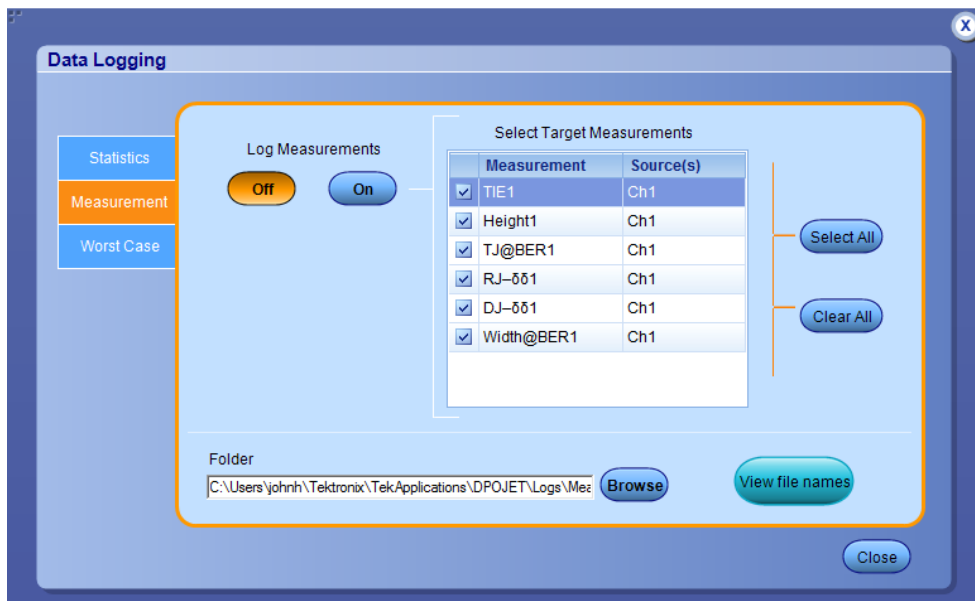 X
Data Logging
Statistics
Measurement
Worst Case
Log Measurements
Off On
Select Target Measurements
Measurement Source(s)
TIE1 Ch1
Height1 Ch1
TJ@BER1 Ch1
RJ–δδ1 Ch1
DJ–δδ1 Ch1
Width@BER1 Ch1
Select All
Clear All
Folder
C:\Users\johnh\Tektronix\TekApplications\DPOJET\Logs\Mea
Browse
View file names
Close